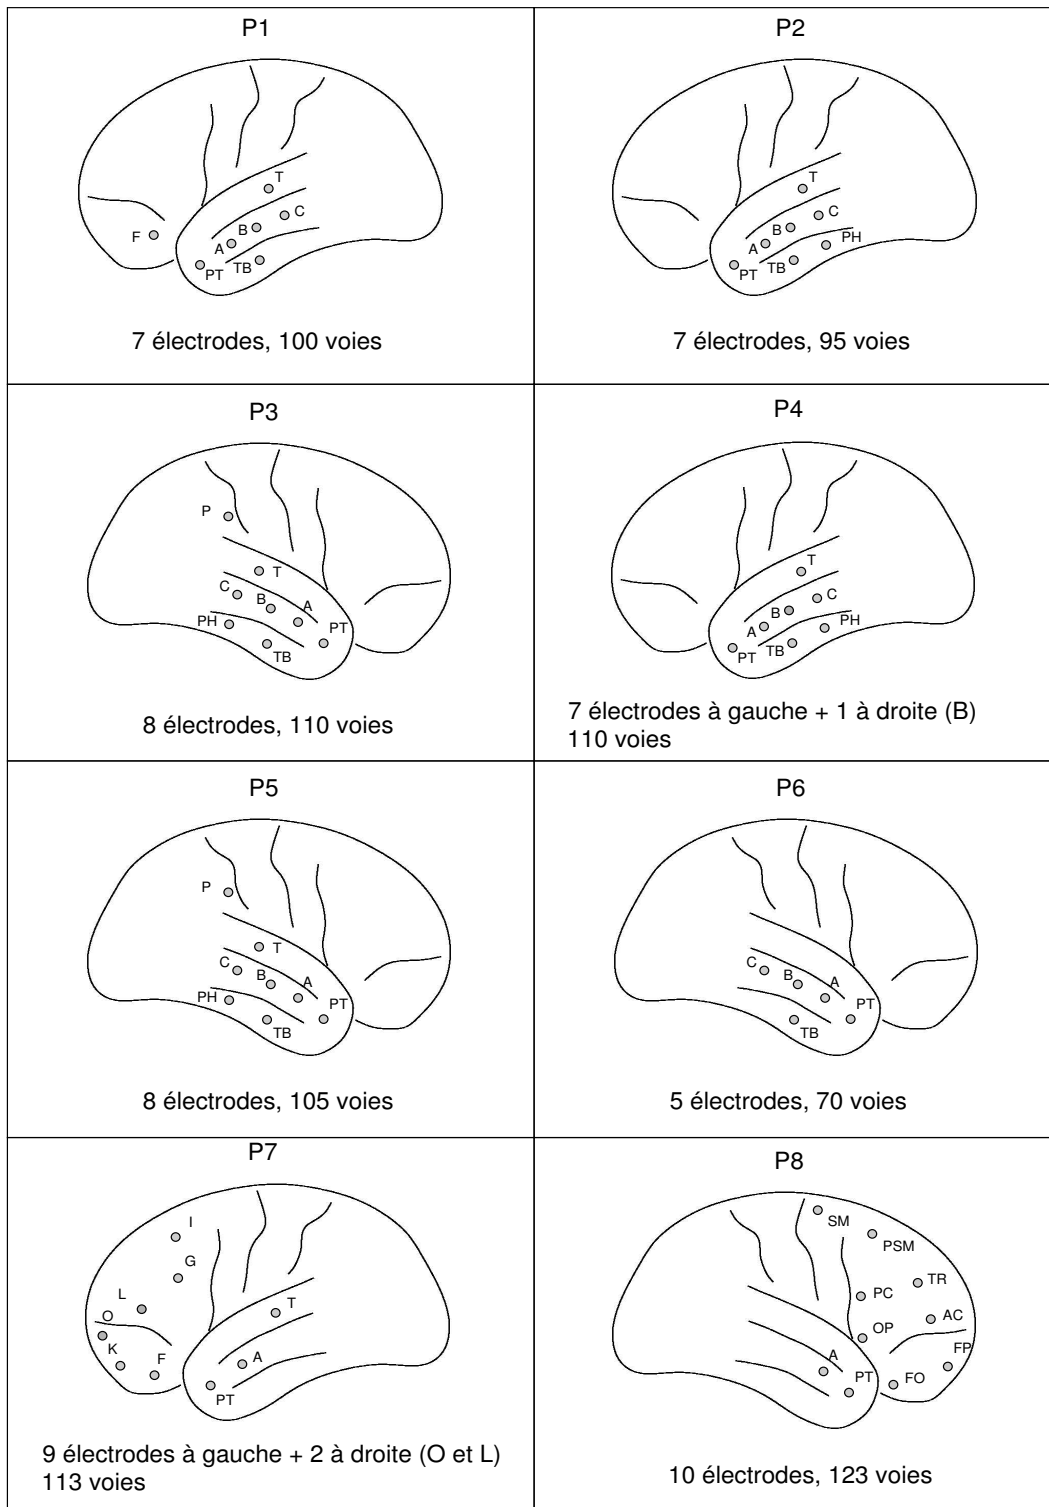 P1
T
C
B
F
A
PT
TB
7 électrodes, 100 voies
P2
T
C
B
PH
A
PT
TB
7 électrodes, 95 voies
P3
P
T
C
B
A
PH
PT
TB
8 électrodes, 110 voies
P4
T
C
B
A
PH
PT
TB
7 électrodes à gauche + 1 à droite (B)
110 voies
P5
P
T
C
B
A
PH
PT
TB
8 électrodes, 105 voies
P6
C
B
A
PT
TB
5 électrodes, 70 voies
P7
I
G
L
T
O
K
F
A
PT
9 électrodes à gauche + 2 à droite (O et L)
113 voies
P8
SM
PSM
TR
PC
AC
OP
FP
A
PT
FO
10 électrodes, 123 voies